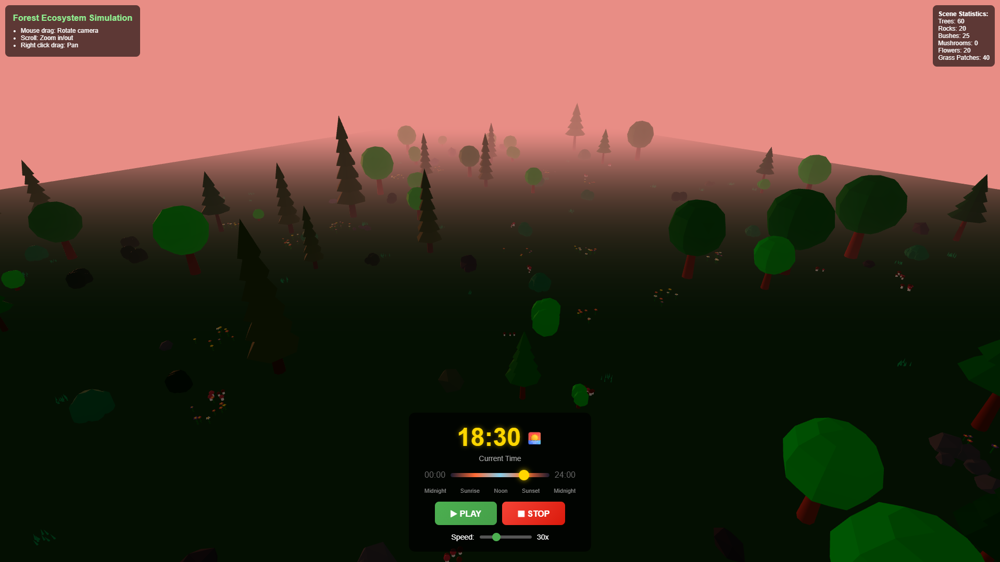 Forest Ecosystem Simulation
• Mouse drag: Rotate camera
• Scroll: Zoom in/out
• Right click drag: Pan
Scene Statistics:
Trees: 60
Rocks: 20
Bushes: 25
Mushrooms: 0
Flowers: 20
Grass Patches: 40
18:30
Current Time
00:00 24:00
Midnight Sunrise Noon Sunset Midnight
▶ PLAY ■ STOP
Speed: 30x